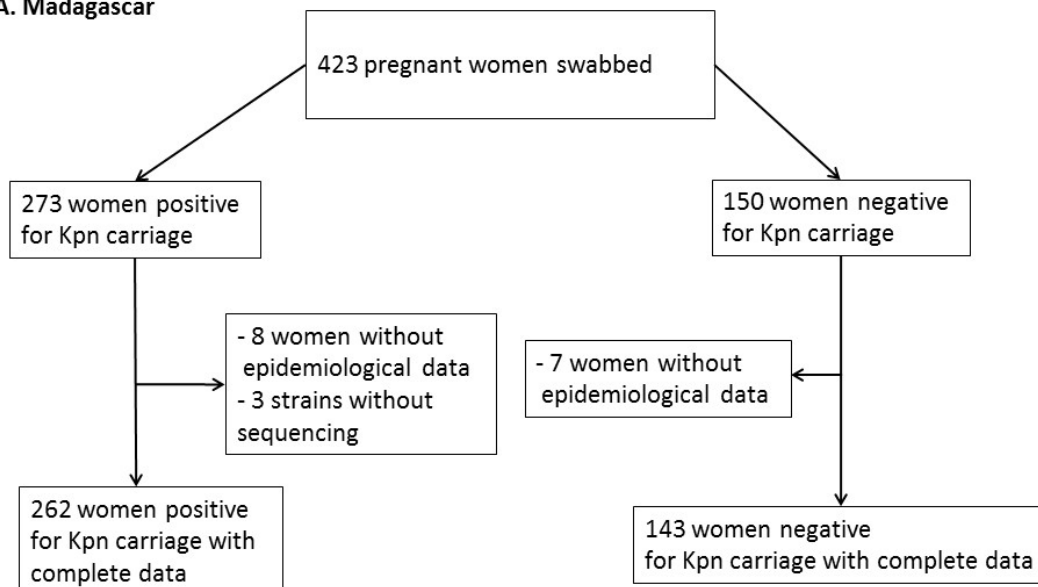 A. Madagascar
423 pregnant women swabbed
273 women positive
for Kpn carriage
150 women negative
for Kpn carriage
- 8 women without
epidemiological data
- 3 strains without
sequencing
- 7 women without
epidemiological data
262 women positive
for Kpn carriage with
complete data
143 women negative
for Kpn carriage with complete data